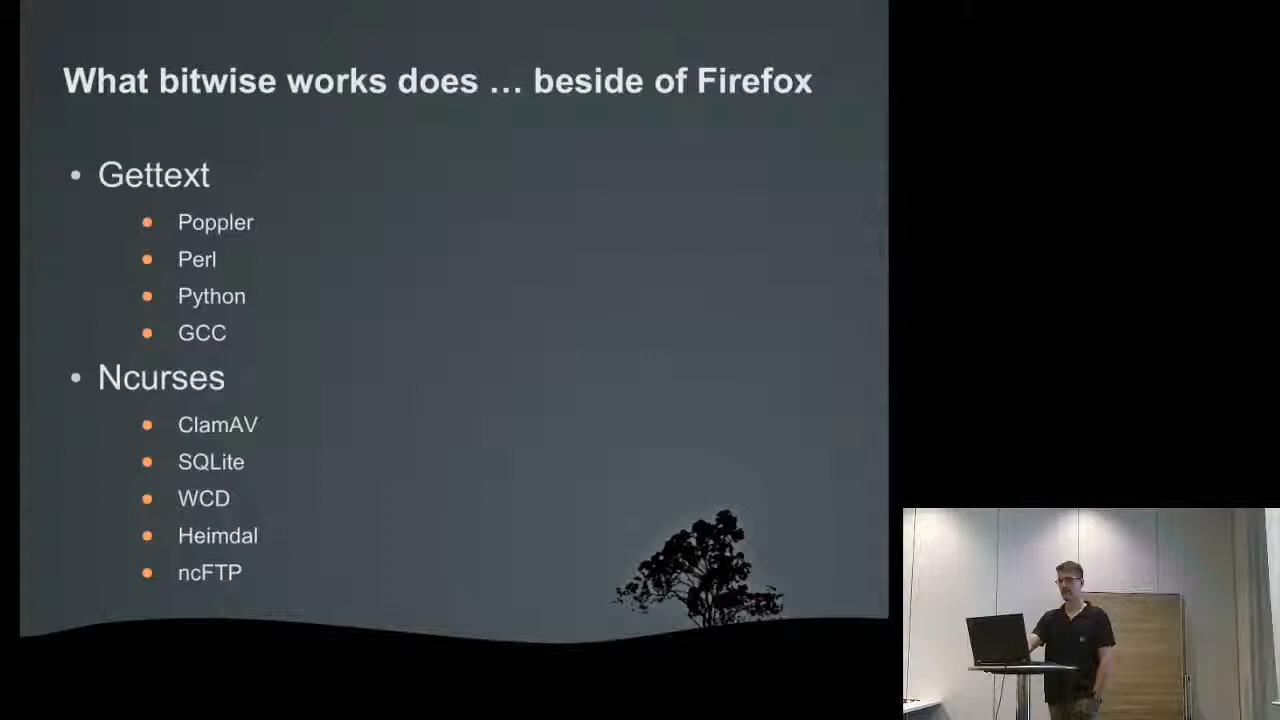 What bitwise works does … beside of Firefox
• Gettext
• Poppler
• Perl
• Python
• GCC
• Ncurses
• ClamAV
• SQLite
• WCD
• Heimdal
• ncFTP